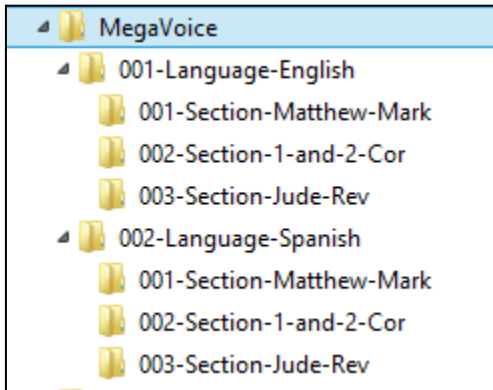 MegaVoice
001-Language-English
001-Section-Matthew-Mark
002-Section-1-and-2-Cor
003-Section-Jude-Rev
002-Language-Spanish
001-Section-Matthew-Mark
002-Section-1-and-2-Cor
003-Section-Jude-Rev